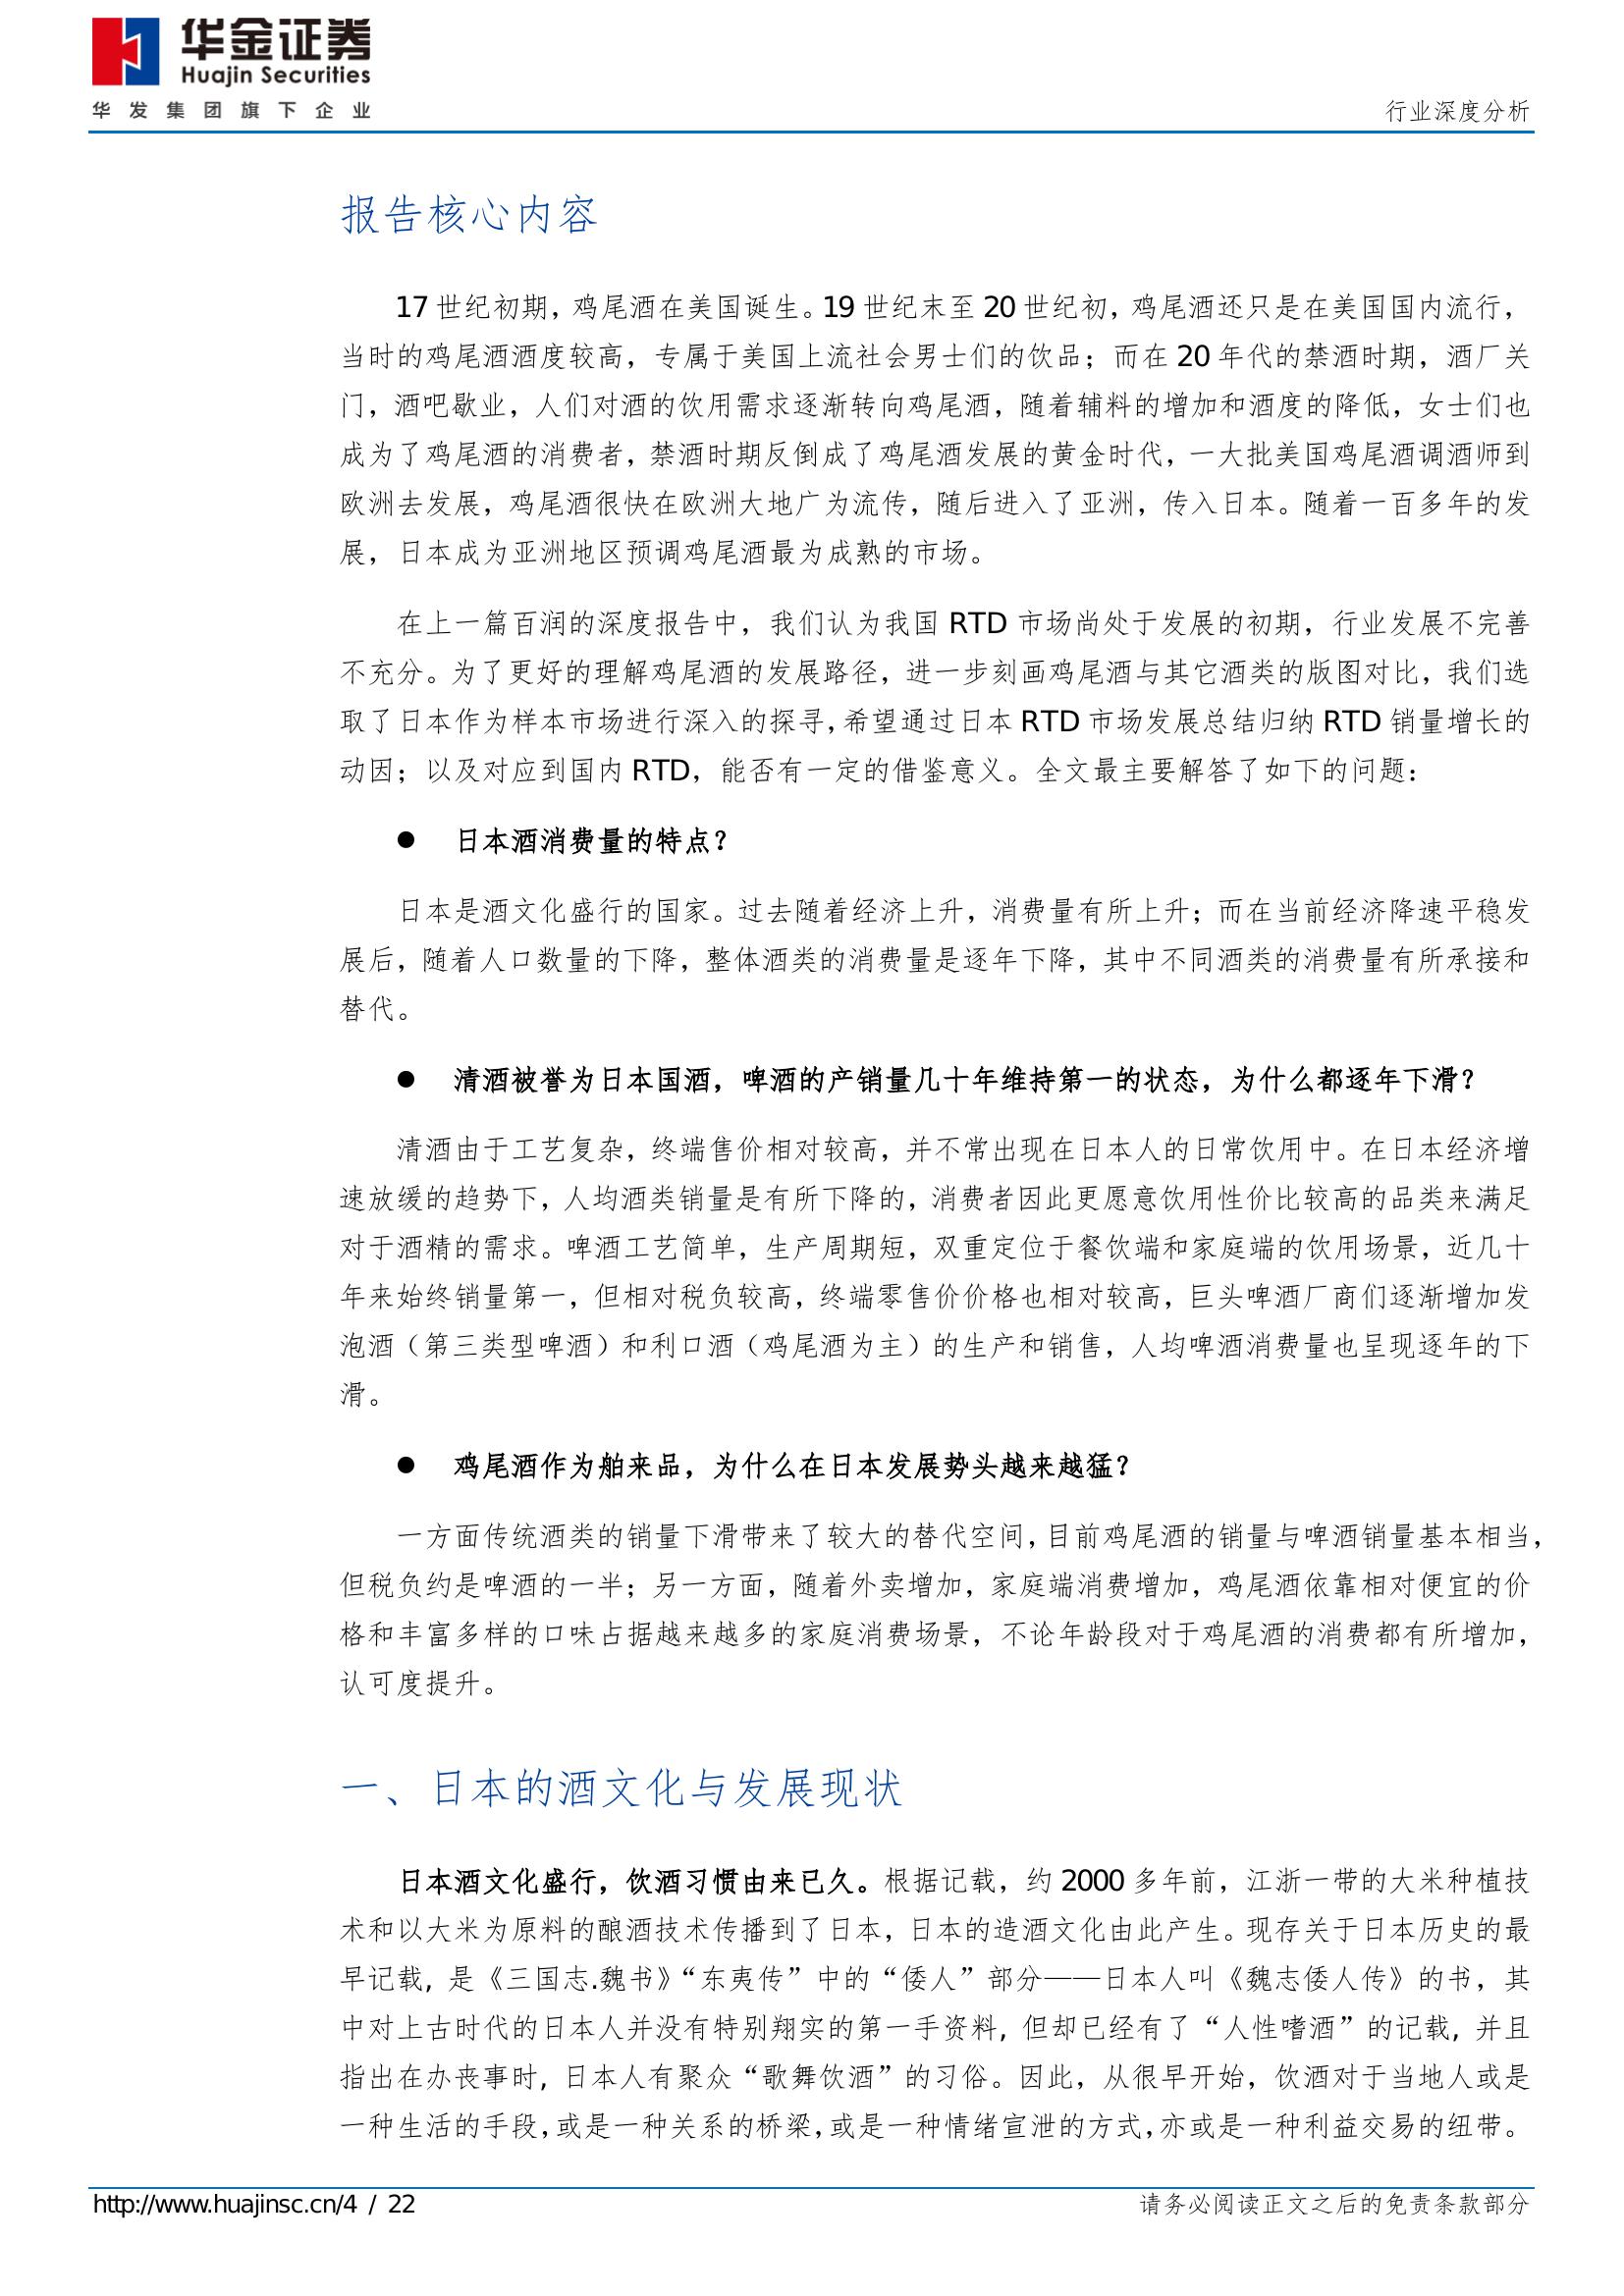 华金证券
Huajin Securities
华发集团旗下企业
行业深度分析
报告核心内容
17 世纪初期，鸡尾酒在美国诞生。19 世纪末至 20 世纪初，鸡尾酒还只是在美国国内流行，
当时的鸡尾酒酒度较高，专属于美国上流社会男士们的饮品；而在 20 年代的禁酒时期，酒厂关
门，酒吧歇业，人们对酒的饮用需求逐渐转向鸡尾酒，随着辅料的增加和酒度的降低，女士们也
成为了鸡尾酒的消费者，禁酒时期反倒成了鸡尾酒发展的黄金时代，一大批美国鸡尾酒调酒师到
欧洲去发展，鸡尾酒很快在欧洲大地广为流传，随后进入了亚洲，传入日本。随着一百多年的发
展，日本成为亚洲地区预调鸡尾酒最为成熟的市场。
在上一篇百润的深度报告中，我们认为我国 RTD 市场尚处于发展的初期，行业发展不完善
不充分。为了更好的理解鸡尾酒的发展路径，进一步刻画鸡尾酒与其它酒类的版图对比，我们选
取了日本作为样本市场进行深入的探寻，希望通过日本 RTD 市场发展总结归纳 RTD 销量增长的
动因；以及对应到国内 RTD，能否有一定的借鉴意义。全文最主要解答了如下的问题：
● 日本酒消费量的特点？
日本是酒文化盛行的国家。过去随着经济上升，消费量有所上升；而在当前经济降速平稳发
展后，随着人口数量的下降，整体酒类的消费量是逐年下降，其中不同酒类的消费量有所承接和
替代。
● 清酒被誉为日本国酒，啤酒的产销量几十年维持第一的状态，为什么都逐年下滑？
清酒由于工艺复杂，终端售价相对较高，并不常出现在日本人的日常饮用中。在日本经济增
速放缓的趋势下，人均酒类销量是有所下降的，消费者因此更愿意饮用性价比较高的品类来满足
对于酒精的需求。啤酒工艺简单，生产周期短，双重定位于餐饮端和家庭端的饮用场景，近几十
年来始终销量第一，但相对税负较高，终端零售价价格也相对较高，巨头啤酒厂商们逐渐增加发
泡酒（第三类型啤酒）和利口酒（鸡尾酒为主）的生产和销售，人均啤酒消费量也呈现逐年的下
滑。
● 鸡尾酒作为舶来品，为什么在日本发展势头越来越猛？
一方面传统酒类的销量下滑带来了较大的替代空间，目前鸡尾酒的销量与啤酒销量基本相当，
但税负约是啤酒的一半；另一方面，随着外卖增加，家庭端消费增加，鸡尾酒依靠相对便宜的价
格和丰富多样的口味占据越来越多的家庭消费场景，不论年龄段对于鸡尾酒的消费都有所增加，
认可度提升。
一、日本的酒文化与发展现状
日本酒文化盛行，饮酒习惯由来已久。根据记载，约 2000 多年前，江浙一带的大米种植技
术和以大米为原料的酿酒技术传播到了日本，日本的造酒文化由此产生。现存关于日本历史的最
早记载, 是《三国志.魏书》“东夷传”中的“倭人”部分——日本人叫《魏志倭人传》的书，其
中对上古时代的日本人并没有特别翔实的第一手资料, 但却已经有了“人性嗜酒”的记载, 并且
指出在办丧事时, 日本人有聚众“歌舞饮酒”的习俗。因此，从很早开始，饮酒对于当地人或是
一种生活的手段，或是一种关系的桥梁，或是一种情绪宣泄的方式，亦或是一种利益交易的纽带。
http://www.huajinsc.cn/4 / 22
请务必阅读正文之后的免责条款部分